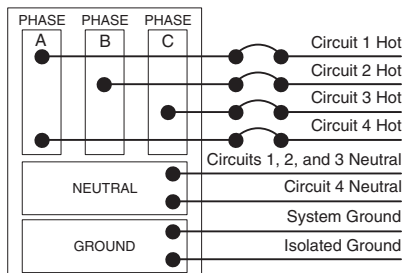 PHASE PHASE PHASE
A B C
Circuit 1 Hot
Circuit 2 Hot
Circuit 3 Hot
Circuit 4 Hot
Circuits 1, 2, and 3 Neutral
NEUTRAL
Circuit 4 Neutral
System Ground
GROUND
Isolated Ground